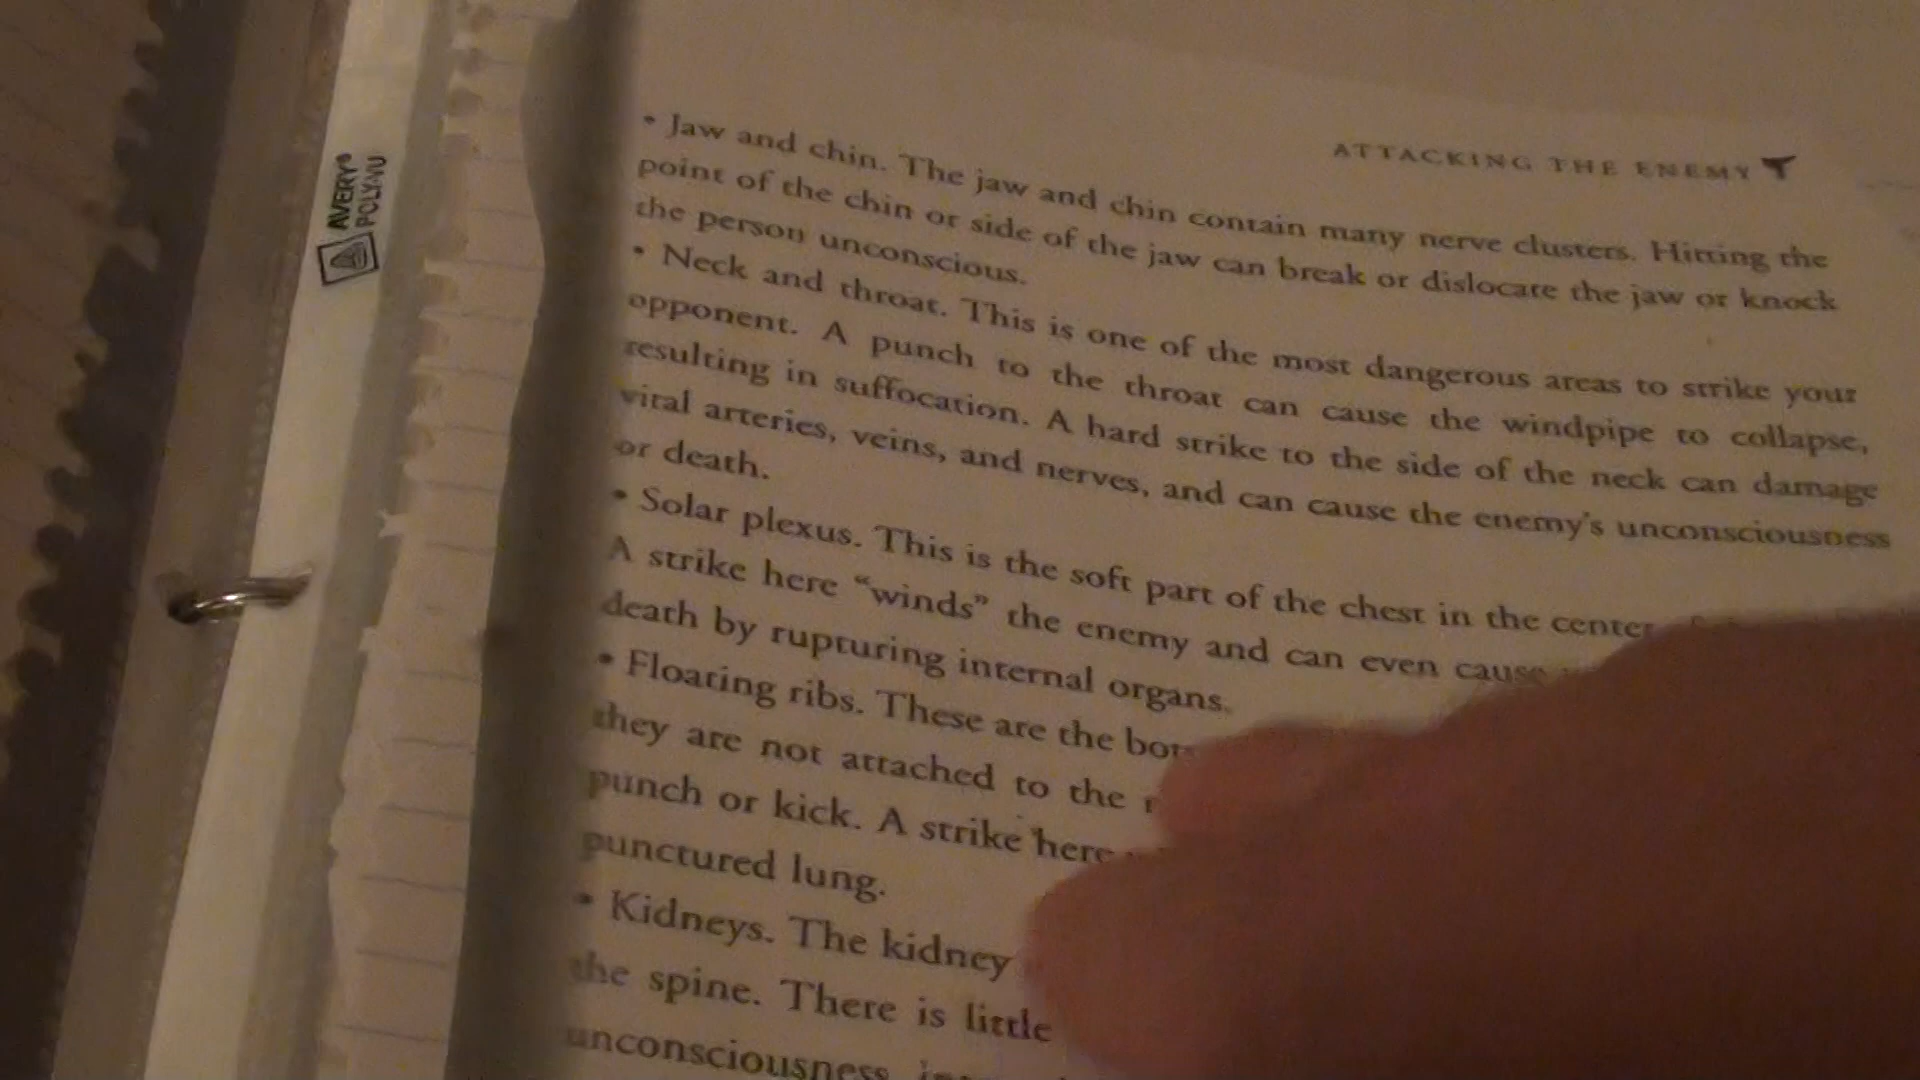 AVERY®
POLY-VU
ATTACKING THE ENEMY
• Jaw and chin. The jaw and chin contain many nerve clusters. Hitting the
point of the chin or side of the jaw can break or dislocate the jaw or knock
the person unconscious.
• Neck and throat. This is one of the most dangerous areas to strike your
opponent. A punch to the throat can cause the windpipe to collapse,
resulting in suffocation. A hard strike to the side of the neck can damage
vital arteries, veins, and nerves, and can cause the enemy's unconsciousness
or death.
• Solar plexus. This is the soft part of the chest in the center
A strike here "winds" the enemy and can even cause
death by rupturing internal organs.
• Floating ribs. These are the
they are not attached to the
punch or kick. A strike here
punctured lung.
• Kidneys. The kidney
the spine. There is little
unconsciousness